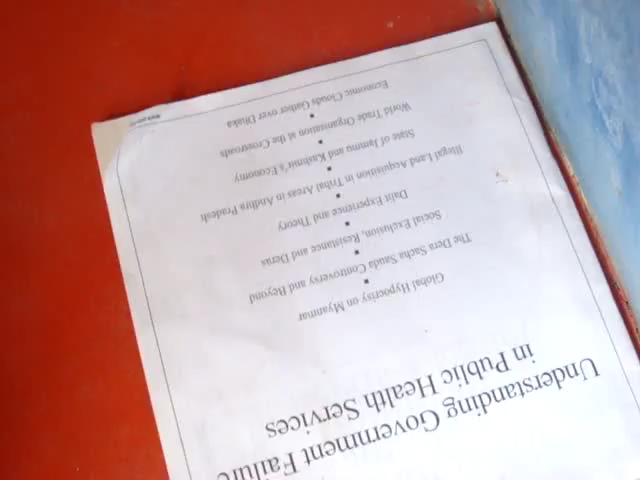 Understanding Government Failure
in Public Health Services
Global Hypocrisy on Myanmar
The Dera Sacha Sauda Controversy and Beyond
Social Exclusion, Resistance and Deras
Dalit Experience and Theory
Illegal Land Acquisition in Tribal Areas in Andhra Pradesh
State of Jammu and Kashmir's Economy
World Trade Organisation at the Crossroads
Economic Clouds Gather over Dhaka